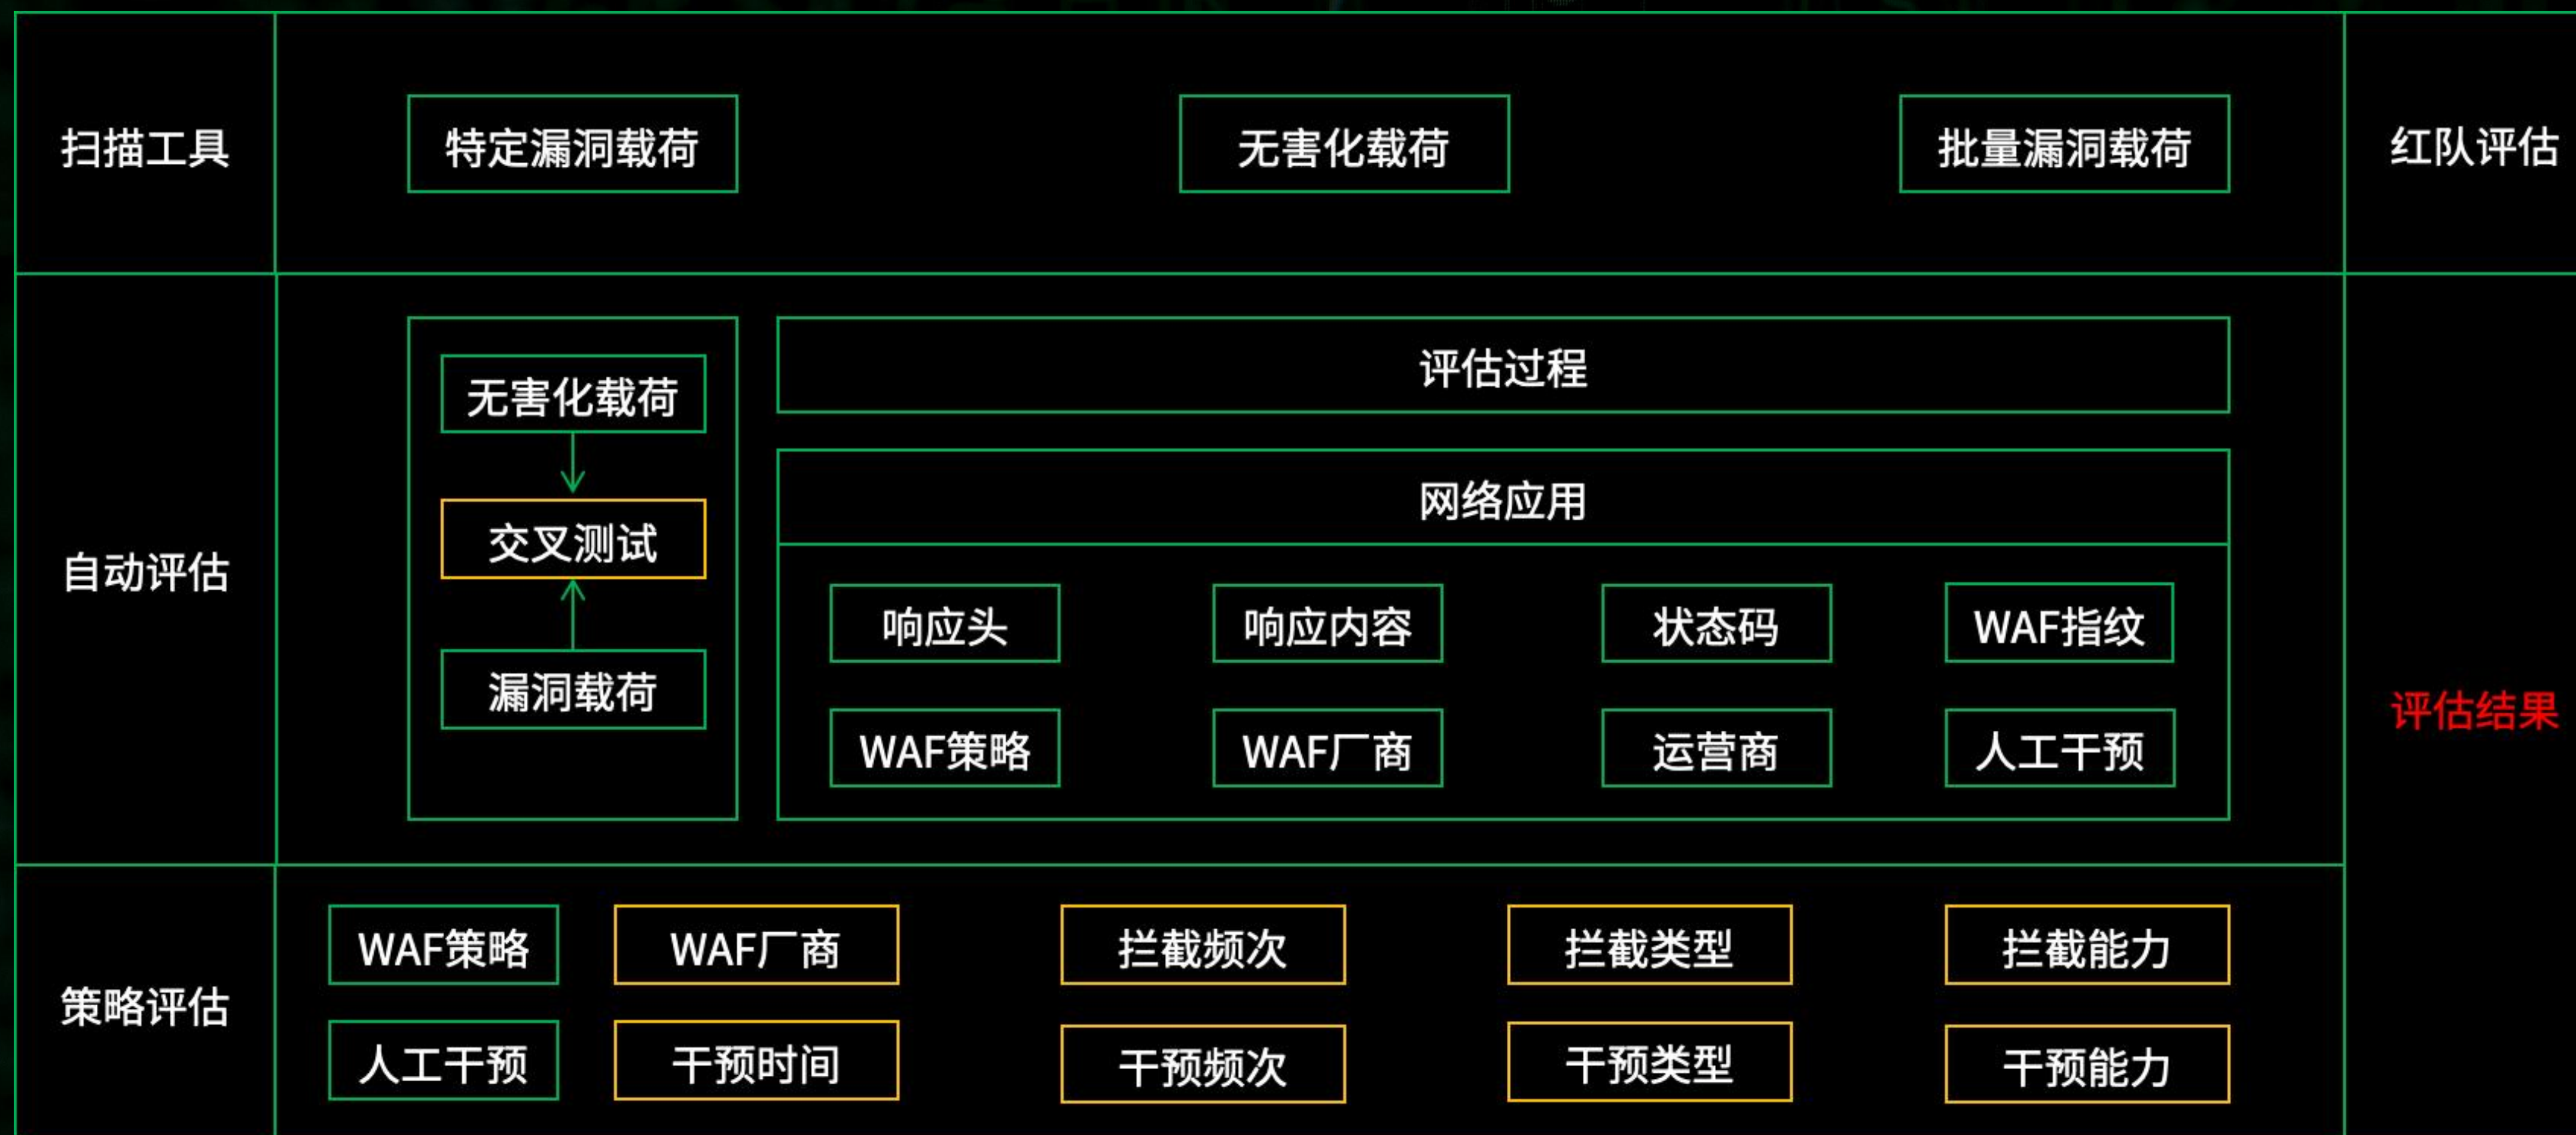 扫描工具
特定漏洞载荷
无害化载荷
批量漏洞载荷
红队评估
自动评估
无害化载荷
交叉测试
漏洞载荷
评估过程
网络应用
响应头
响应内容
状态码
WAF指纹
WAF策略
WAF厂商
运营商
人工干预
评估结果
策略评估
WAF策略
WAF厂商
拦截频次
拦截类型
拦截能力
人工干预
干预时间
干预频次
干预类型
干预能力